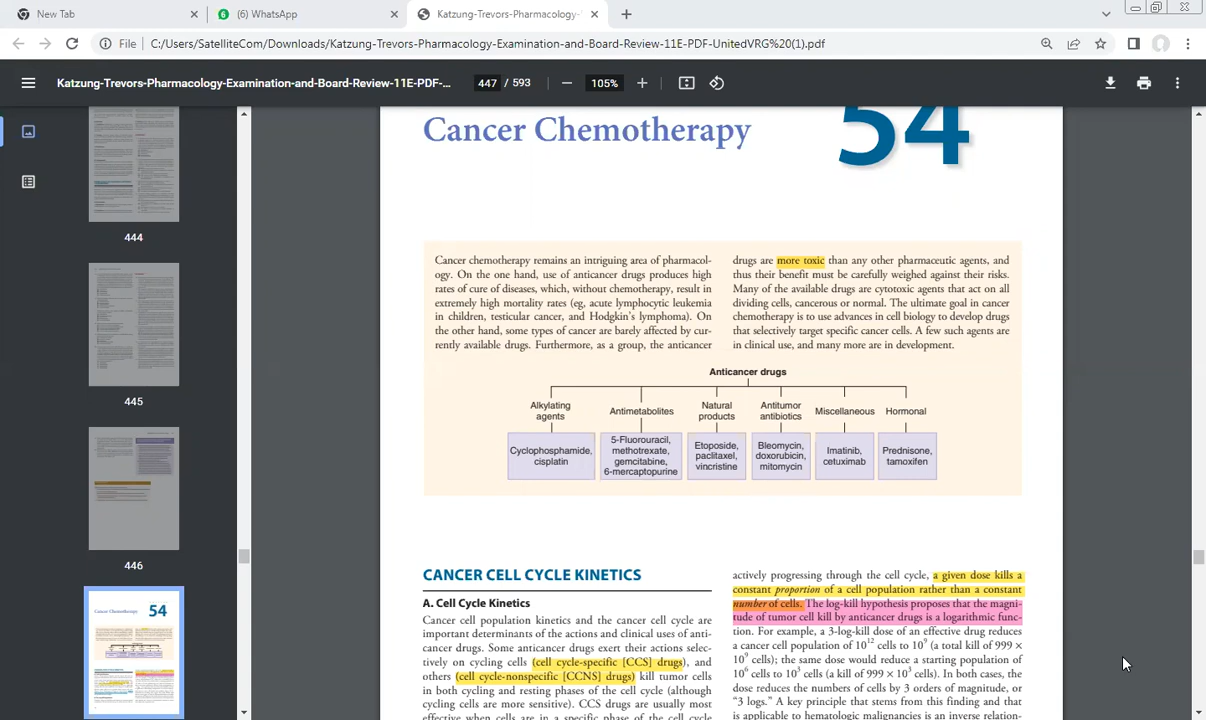 New Tab
(6) WhatsApp
Katzung-Trevors-Pharmacology-
File
C:/Users/SatelliteCom/Downloads/Katzung-Trevors-Pharmacology-Examination-and-Board-Review-11E-PDF-UnitedVRG%20(1).pdf
Katzung-Trevors-Pharmacology-Examination-and-Board-Review-11E-PDF-...
447 / 593
105%
444
445
446
Cancer Chemotherapy
54
Cancer chemotherapy remains an intriguing area of pharmacol-
ogy. On the one hand, use of anticancer drugs produces high
rates of cure of diseases, which, without chemotherapy, result in
extremely high mortality rates (eg, acute lymphocytic leukemia
in children, testicular cancer, and Hodgkin's lymphoma). On
the other hand, some types of cancer are barely affected by cur-
rently available drugs. Furthermore, as a group, the anticancer
drugs are more toxic than any other pharmaceutic agents, and
thus their benefit must be carefully weighed against their risks.
Many of the available drugs are cytotoxic agents that act on all
dividing cells, cancerous or normal. The ultimate goal in cancer
chemotherapy is to use advances in cell biology to develop drugs
that selectively target specific cancer cells. A few such agents are
in clinical use, and many more are in development.
Anticancer drugs
Alkylating
agents
Antimetabolites
Natural
products
Antitumor
antibiotics
Miscellaneous
Hormonal
Cyclophosphamide,
cisplatin
5-Fluorouracil,
methotrexate,
gemcitabine,
6-mercaptopurine
Etoposide,
paclitaxel,
vincristine
Bleomycin,
doxorubicin,
mitomycin
Imatinib,
cetuximab
Prednisone,
tamoxifen
CANCER CELL CYCLE KINETICS
A. Cell Cycle Kinetics
Cancer cell population kinetics and the cancer cell cycle are
important determinants of the actions and clinical uses of anti-
cancer drugs. Some anticancer drugs exert their actions selec-
tively on cycling cells (cell cycle-specific [CCS] drugs), and
others (cell cycle-nonspecific [CCNS] drugs) kill tumor cells
in both cycling and resting phases of the cell cycle (although
cycling cells are more sensitive). CCS drugs are usually most
effective when cells are in a specific phase of the cell cycle
actively progressing through the cell cycle, a given dose kills a
constant proportion of a cell population rather than a constant
number of cells. The log-kill hypothesis proposes that the magni-
tude of tumor cell kill by anticancer drugs is a logarithmic func-
tion. For example, a 3-log-kill dose of an effective drug reduces
a cancer cell population of 10¹² cells to 10⁹ (a total kill of 999 ×
10⁹ cells); the same dose would reduce a starting population of
10⁶ cells to 10³ cells (a kill of 999 × 10³ cells). In both cases, the
dose reduces the numbers of cells by 3 orders of magnitude, or
"3 logs." A key principle that stems from this finding and that
is applicable to hematologic malignancies is an inverse relation-